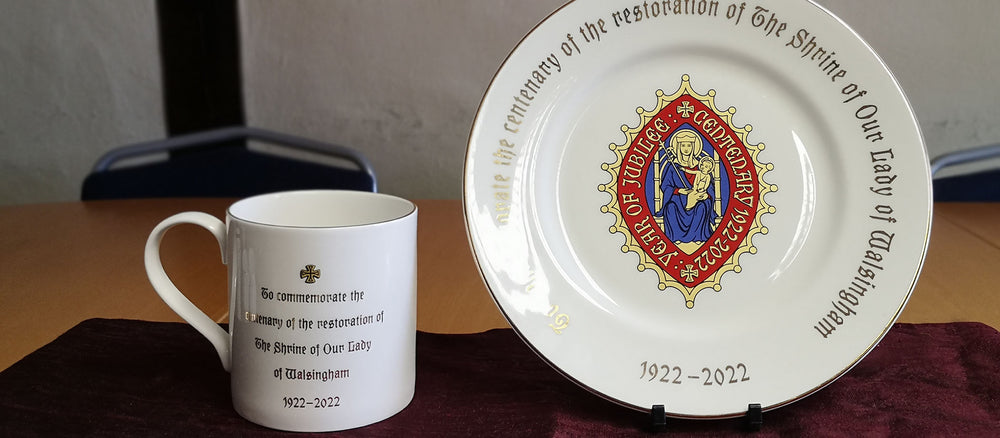 To commemorate the
centenary of the restoration of
The Shrine of Our Lady
of Walsingham
1922-2022
the centenary of the restoration of The Shrine of Our Lady of Walsingham
1922-2022
YEAR OF JUBILEE
CENTENARY 1922-2022